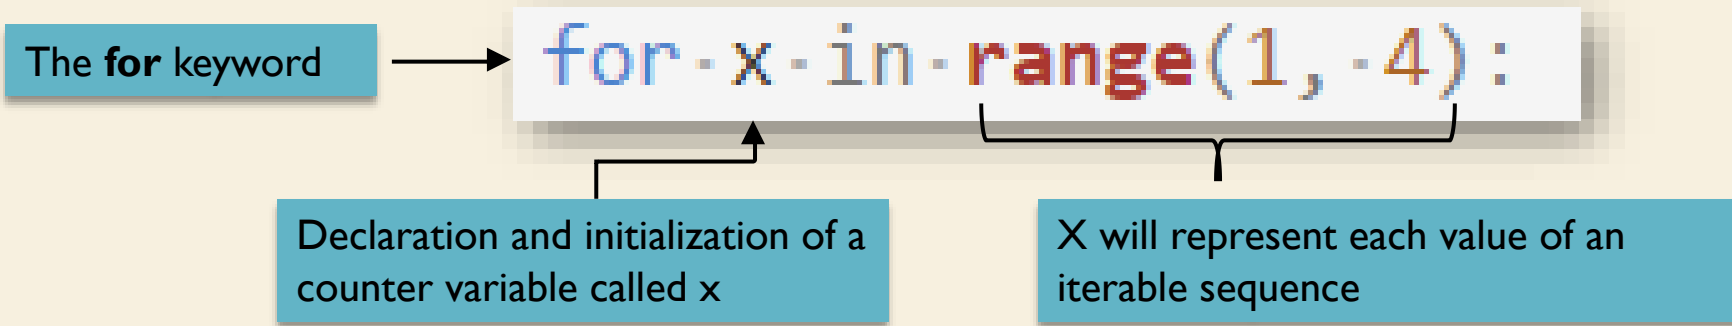 The for keyword
for x in range(1, 4):
Declaration and initialization of a
counter variable called x
X will represent each value of an
iterable sequence